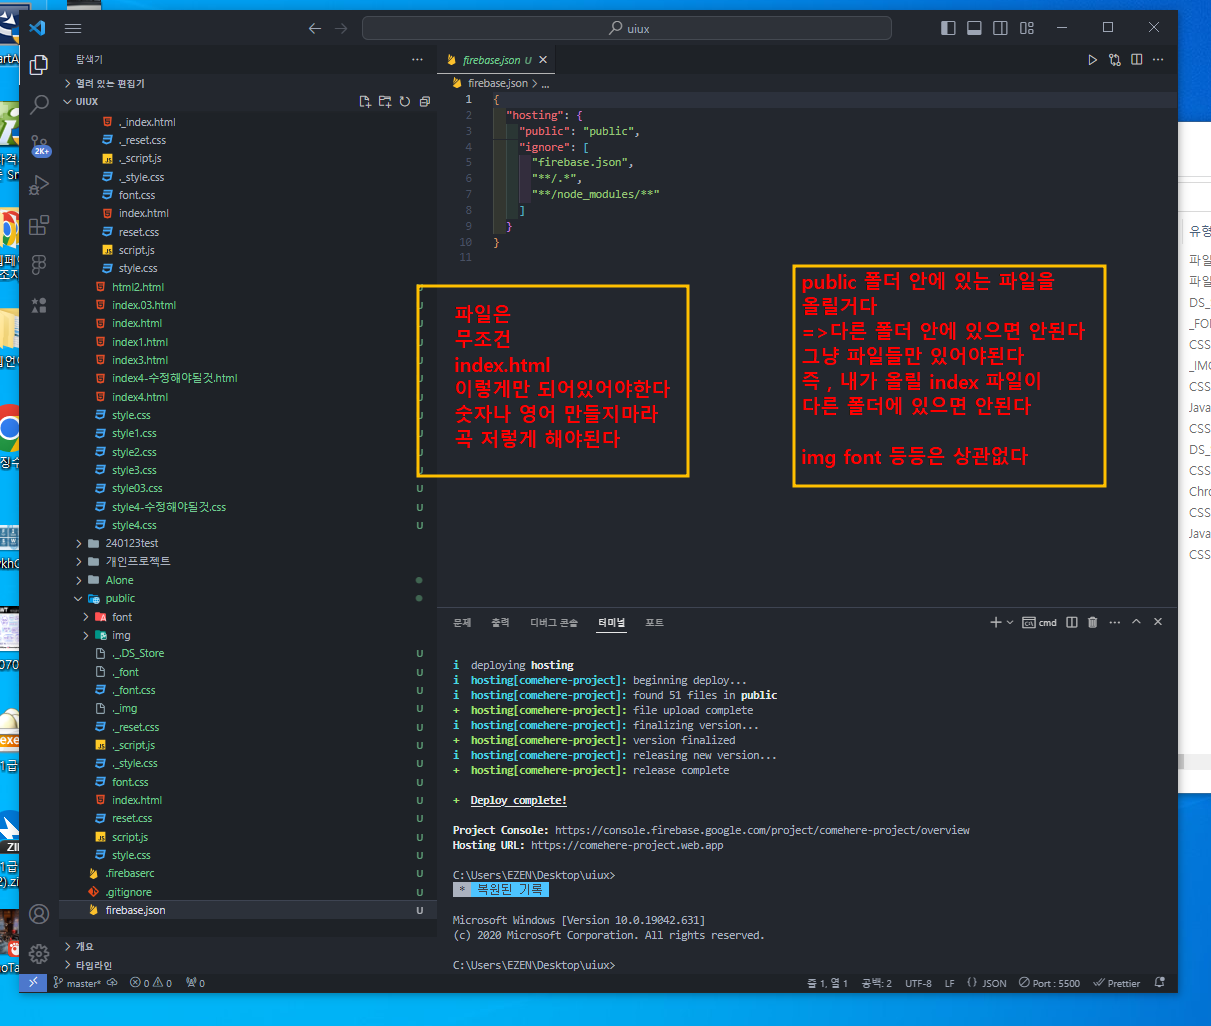 uiux
탐색기
열려 있는 편집기
UIUX
._index.html
._reset.css
._script.js
._style.css
font.css
index.html
reset.css
script.js
style.css
html2.html
index.03.html
index.html
index1.html
index3.html
index4-수정해야될것.html
index4.html
style.css
style1.css
style2.css
style3.css
style03.css U
style4-수정해야될것.css U
style4.css U
240123test
개인프로젝트
Alone
public
font
img
._.DS_Store U
._font U
._font.css U
._img U
._reset.css U
._script.js U
._style.css U
font.css U
index.html U
reset.css U
script.js U
style.css U
.firebaserc U
.gitignore U
firebase.json U
개요
타임라인
2K+
firebase.json U
firebase.json > ...
1 {
2 "hosting": {
3 "public": "public",
4 "ignore": [
5 "firebase.json",
6 "**/.*",
7 "**/node_modules/**"
8 ]
9 }
10 }
11
파일은
무조건
index.html
이렇게만 되어있어야한다
숫자나 영어 만들지마라
곡 저렇게 해야된다
public 폴더 안에 있는 파일을
올릴거다
=>다른 폴더 안에 있으면 안된다
그냥 파일들만 있어야된다
즉 , 내가 올릴 index 파일이
다른 폴더에 있으면 안된다
img font 등등은 상관없다
문제 출력 디버그 콘솔 터미널 포트
cmd
i deploying hosting
i hosting[comehere-project]: beginning deploy...
i hosting[comehere-project]: found 51 files in public
+ hosting[comehere-project]: file upload complete
i hosting[comehere-project]: finalizing version...
+ hosting[comehere-project]: version finalized
i hosting[comehere-project]: releasing new version...
+ hosting[comehere-project]: release complete
+ Deploy complete!
Project Console: https://console.firebase.google.com/project/comehere-project/overview
Hosting URL: https://comehere-project.web.app
C:\Users\EZEN\Desktop\uiux>
* 복원된 기록
Microsoft Windows [Version 10.0.19042.631]
(c) 2020 Microsoft Corporation. All rights reserved.
C:\Users\EZEN\Desktop\uiux>
master* 0 0 0
줄 1, 열 1 공백: 2 UTF-8 LF {} JSON Port : 5500 Prettier
유형
파일
파일
CSS
CSS
Java
CSS
CSS
CSS
Java
CSS